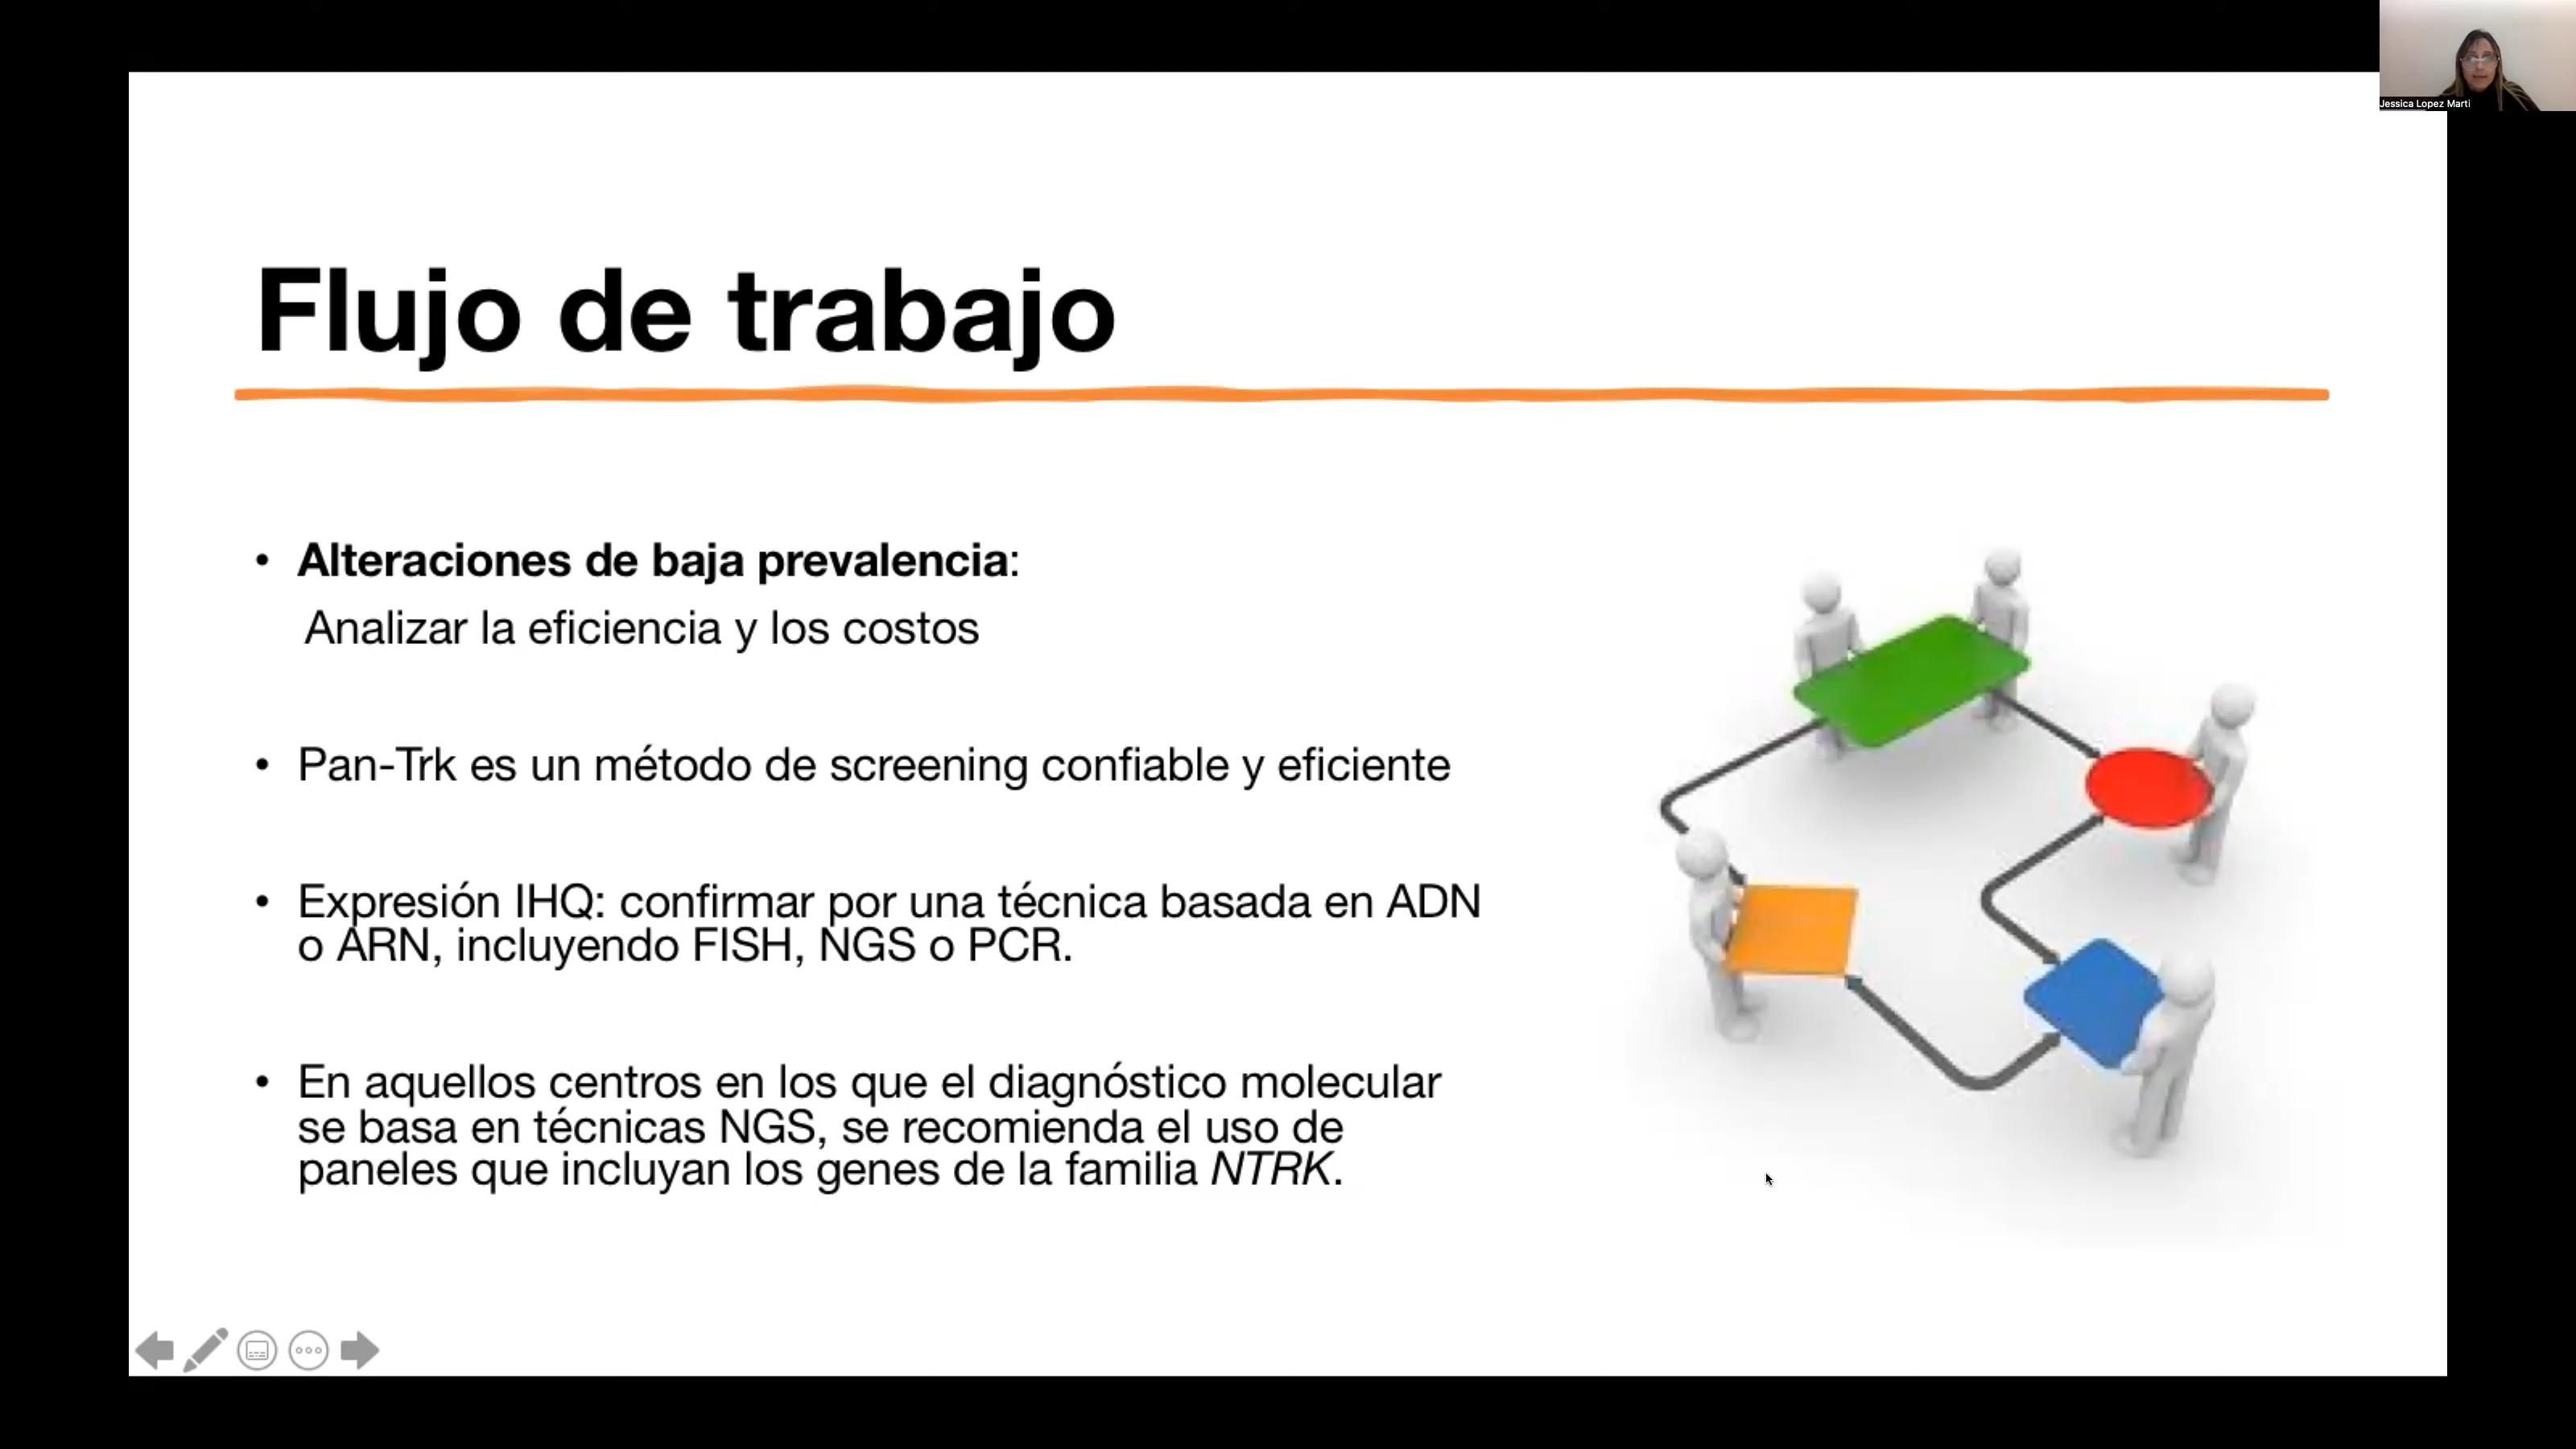 Jessica Lopez Marti
Flujo de trabajo
• Alteraciones de baja prevalencia:
Analizar la eficiencia y los costos
• Pan-Trk es un método de screening confiable y eficiente
• Expresión IHQ: confirmar por una técnica basada en ADN
o ARN, incluyendo FISH, NGS o PCR.
• En aquellos centros en los que el diagnóstico molecular
se basa en técnicas NGS, se recomienda el uso de
paneles que incluyan los genes de la familia NTRK.